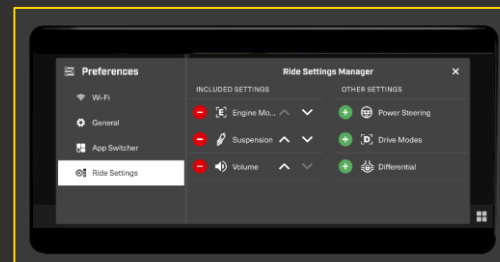 Preferences
Wi-Fi
General
App Switcher
Ride Settings
Ride Settings Manager
INCLUDED SETTINGS
[E] Engine Mo...
Suspension
Volume
OTHER SETTINGS
Power Steering
[D] Drive Modes
Differential